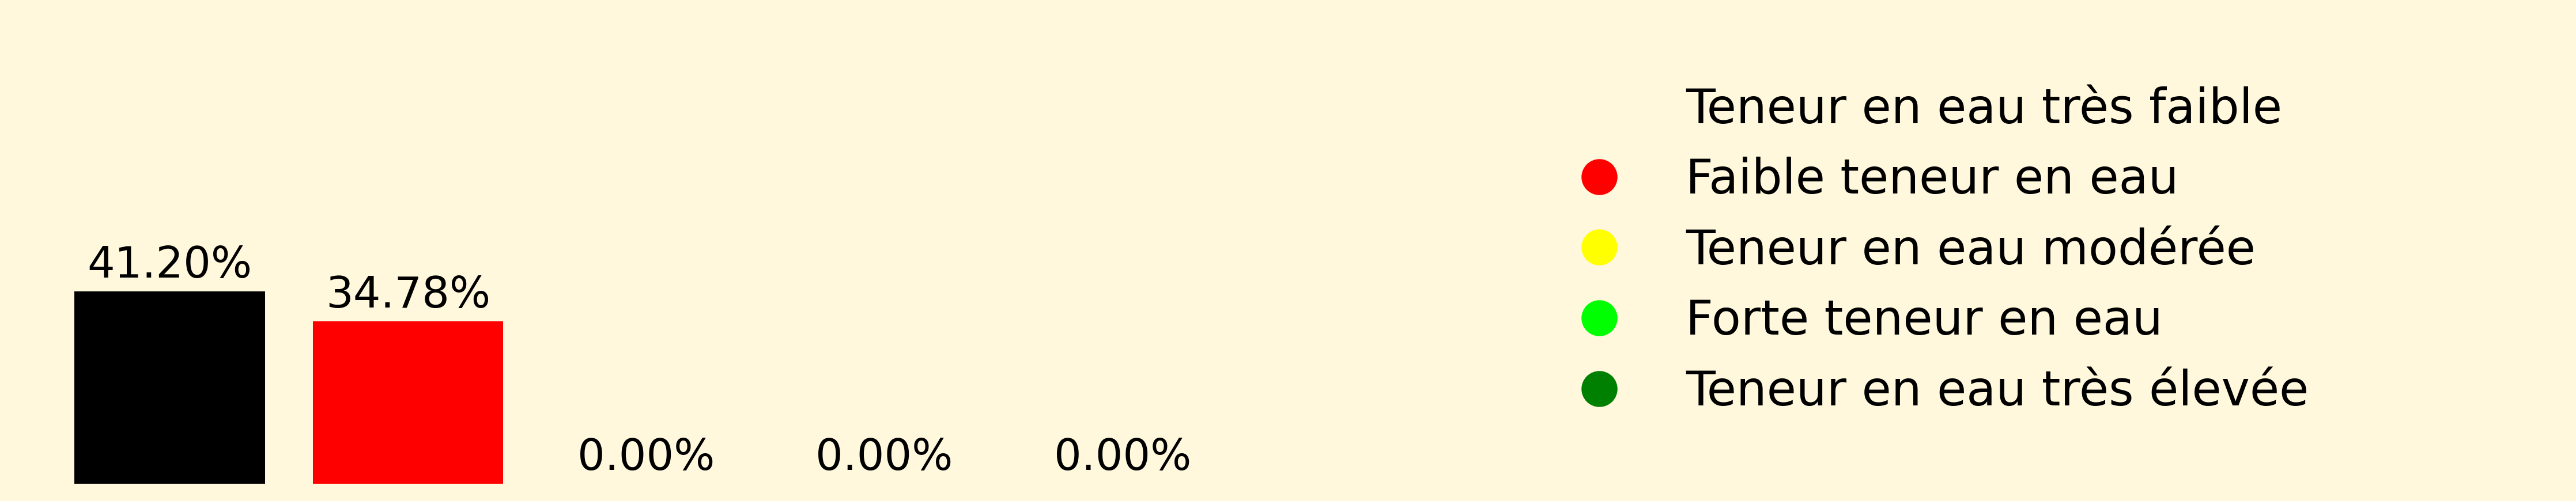 41.20%
34.78%
0.00%
0.00%
0.00%
Teneur en eau très faible
Faible teneur en eau
Teneur en eau modérée
Forte teneur en eau
Teneur en eau très élevée